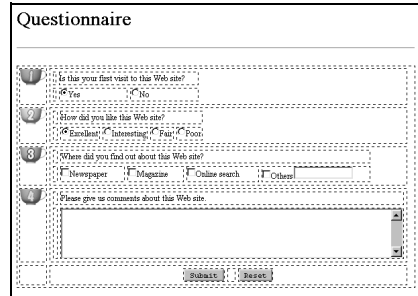 Questionnaire
1 Is this your first visit to this Web site?
Yes No
2 How did you like this Web site?
Excellent Interesting Fair Poor
3 Where did you find out about this Web site?
Newspaper Magazine Online search Others
4 Please give us comments about this Web site.
Submit Reset